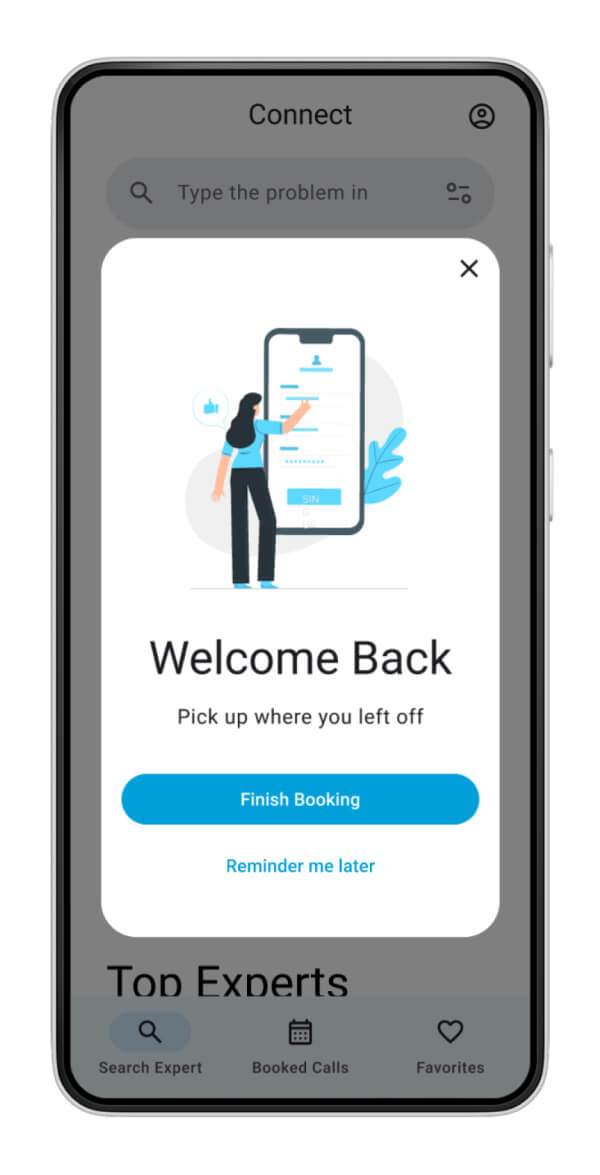 Connect
Type the problem in
SIN
Welcome Back
Pick up where you left off
Finish Booking
Reminder me later
Top Experts
Search Expert
Booked Calls
Favorites